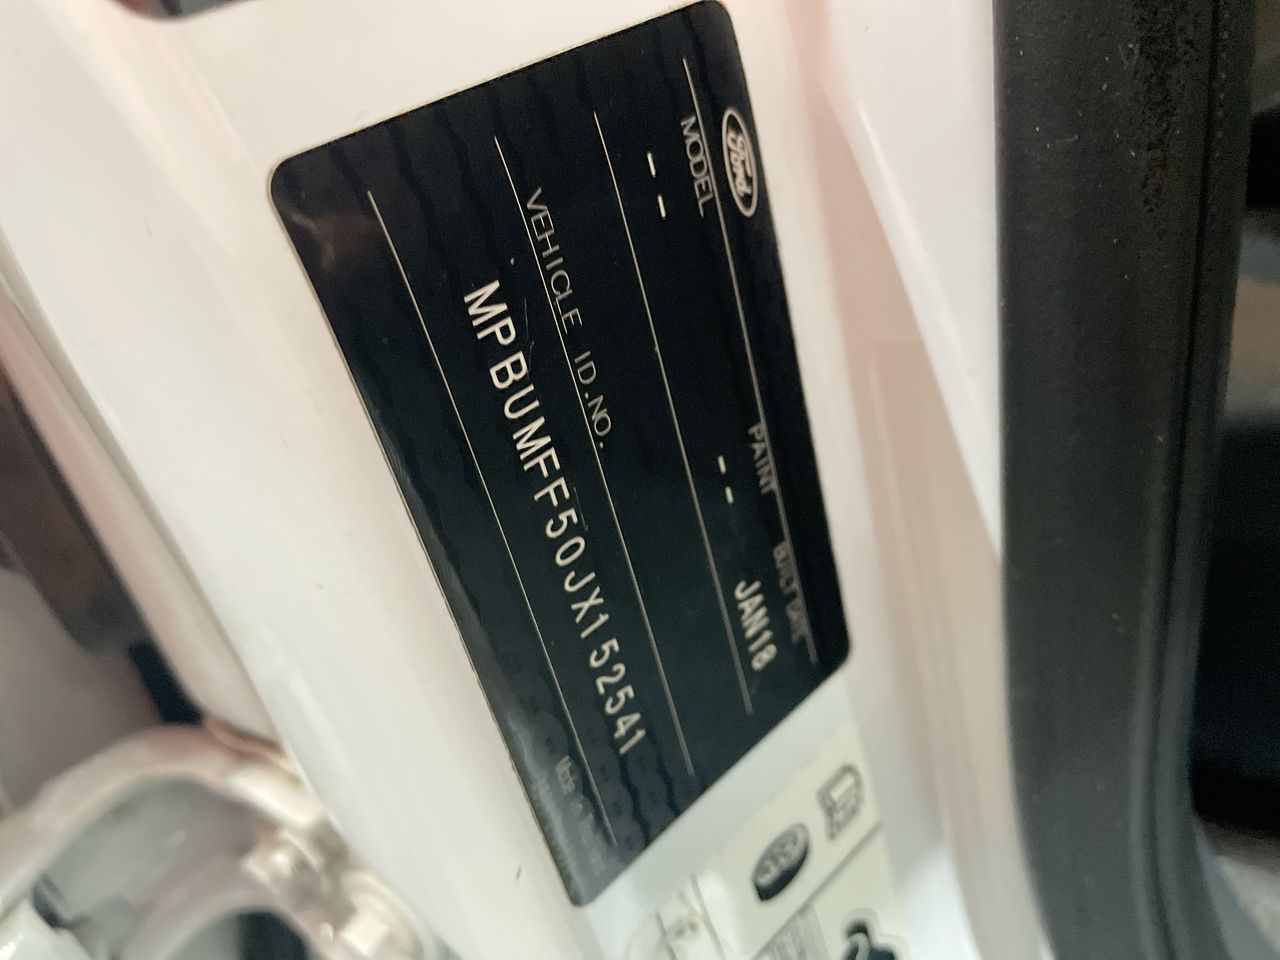 Ford
MODEL PAINT BUILT DATE
-- -- JAN18
VEHICLE ID.NO.
MPBUMFF50JX152541